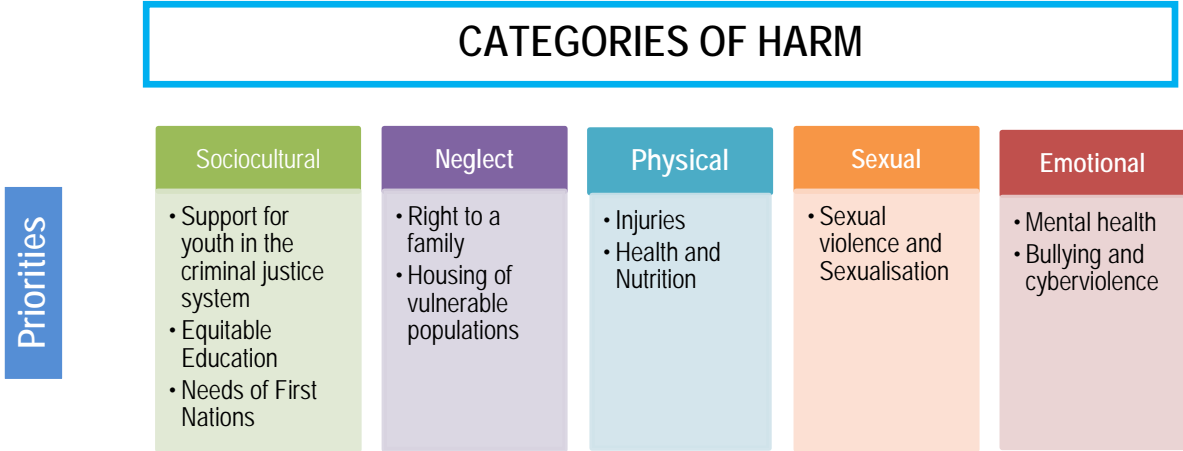 CATEGORIES OF HARM
Priorities
Sociocultural
• Support for
youth in the
criminal justice
system
• Equitable
Education
• Needs of First
Nations
Neglect
• Right to a
family
• Housing of
vulnerable
populations
Physical
• Injuries
• Health and
Nutrition
Sexual
• Sexual
violence and
Sexualisation
Emotional
• Mental health
• Bullying and
cyberviolence